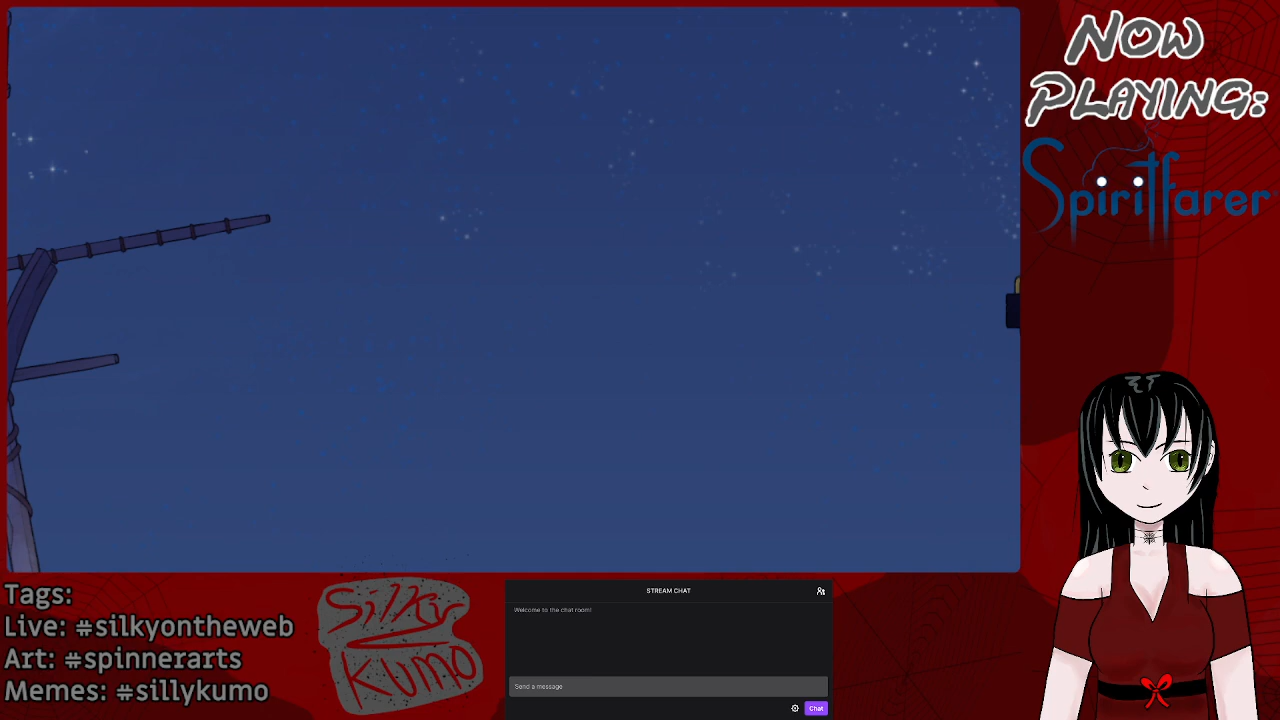 Now
Playing:
Spiritfarer
Tags:
Live: #silkyontheweb
Art: #spinnerarts
Memes: #sillykumo
Silky
Kumo
STREAM CHAT
Welcome to the chat room!
Send a message
Chat